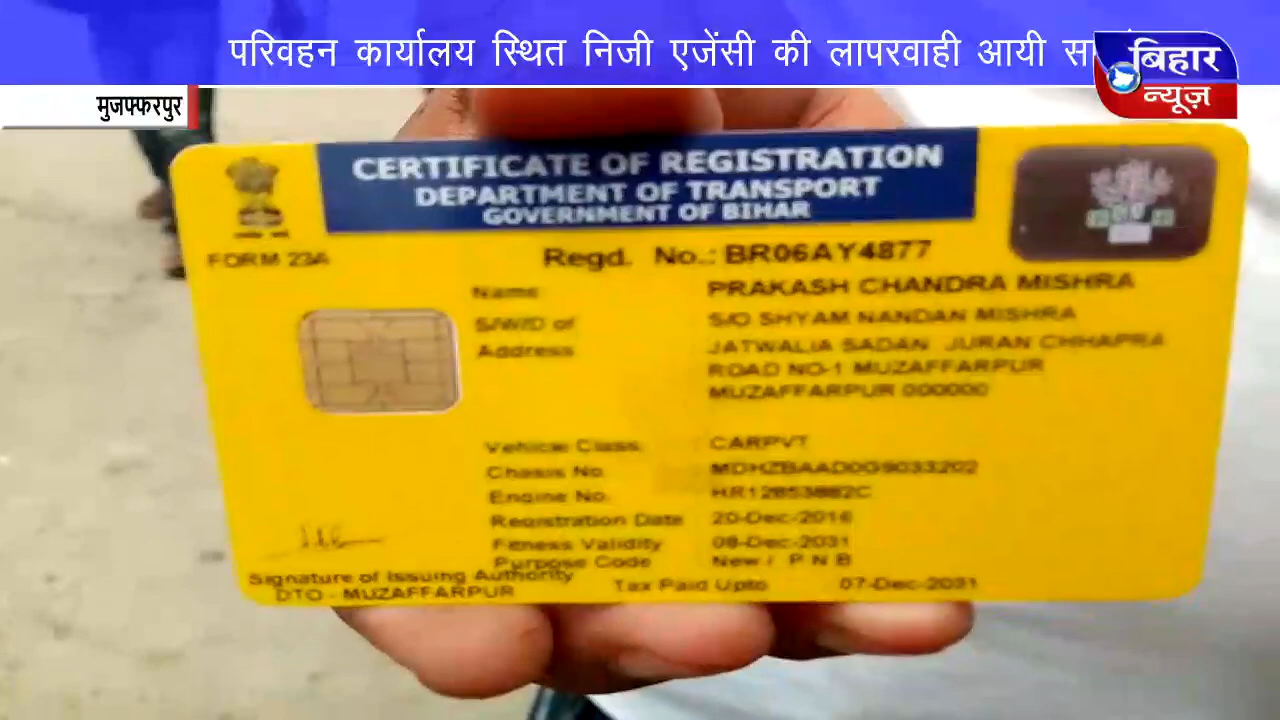 परिवहन कार्यालय स्थित निजी एजेंसी की लापरवाही आयी
बिहार
न्यूज़
मुजफ्फरपुर
CERTIFICATE OF REGISTRATION
DEPARTMENT OF TRANSPORT
GOVERNMENT OF BIHAR
FORM 23A
Regd. No.: BR06AY4877
Name PRAKASH CHANDRA MISHRA
S/W/D of S/O SHYAM NANDAN MISHRA
Address JATWALIA SADAN JURAN CHHAPRA
ROAD NO-1 MUZAFFARPUR
MUZAFFARPUR 000000
Vehicle Class CARPVT
Chasis No MDHZBAAD0G9033202
Engine No. HR12853882C
Registration Date 20-Dec-2016
Fitness Validity 08-Dec-2031
Purpose Code New / P N B
Signature of Issuing Authority
DTO - MUZAFFARPUR
Tax Paid Upto 07-Dec-2031